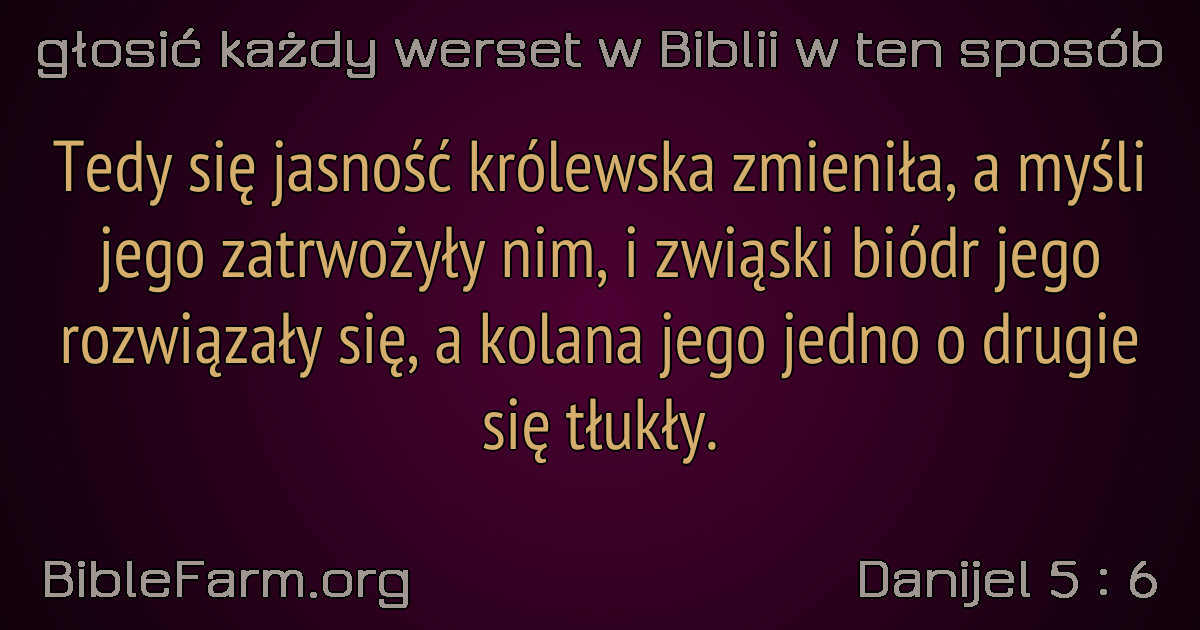 głosić każdy werset w Biblii w ten sposób
Tedy się jasność królewska zmieniła, a myśli
jego zatrwożyły nim, i zwiąski biódr jego
rozwiązały się, a kolana jego jedno o drugie
się tłukły.
BibleFarm.org
Danijel 5 : 6